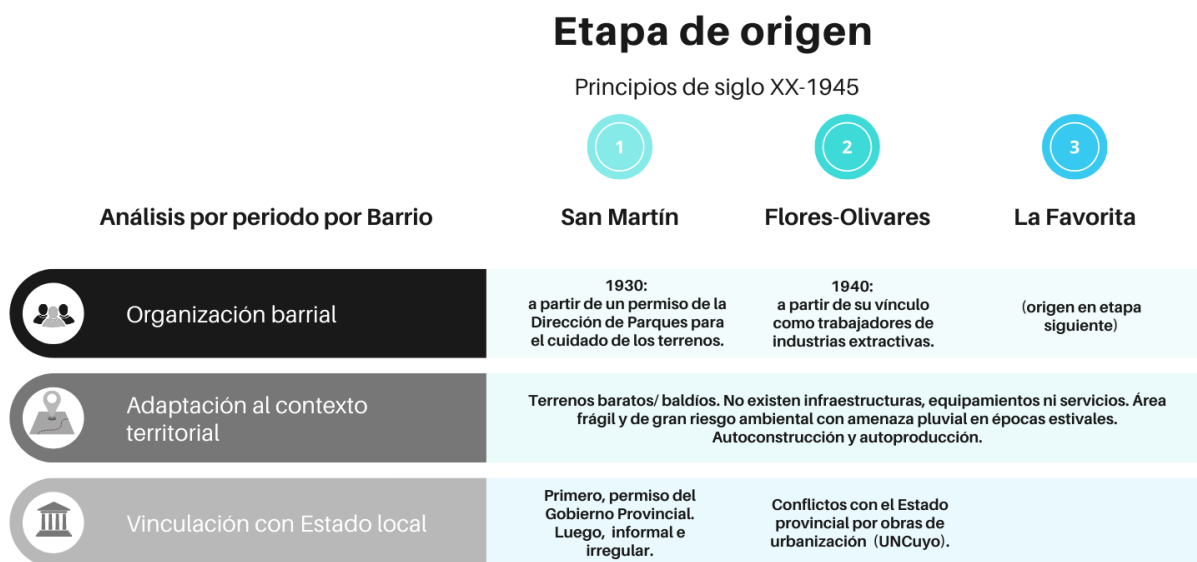 Etapa de origen
Principios de siglo XX-1945
1
2
3
Análisis por periodo por Barrio
San Martín
Flores-Olivares
La Favorita
Organización barrial
1930:
a partir de un permiso de la
Dirección de Parques para
el cuidado de los terrenos.
1940:
a partir de su vínculo
como trabajadores de
industrias extractivas.
(origen en etapa
siguiente)
Adaptación al contexto
territorial
Terrenos baratos/ baldíos. No existen infraestructuras, equipamientos ni servicios. Área
frágil y de gran riesgo ambiental con amenaza pluvial en épocas estivales.
Autoconstrucción y autoproducción.
Vinculación con Estado local
Primero, permiso del
Gobierno Provincial.
Luego, informal e
irregular.
Conflictos con el Estado
provincial por obras de
urbanización (UNCuyo).